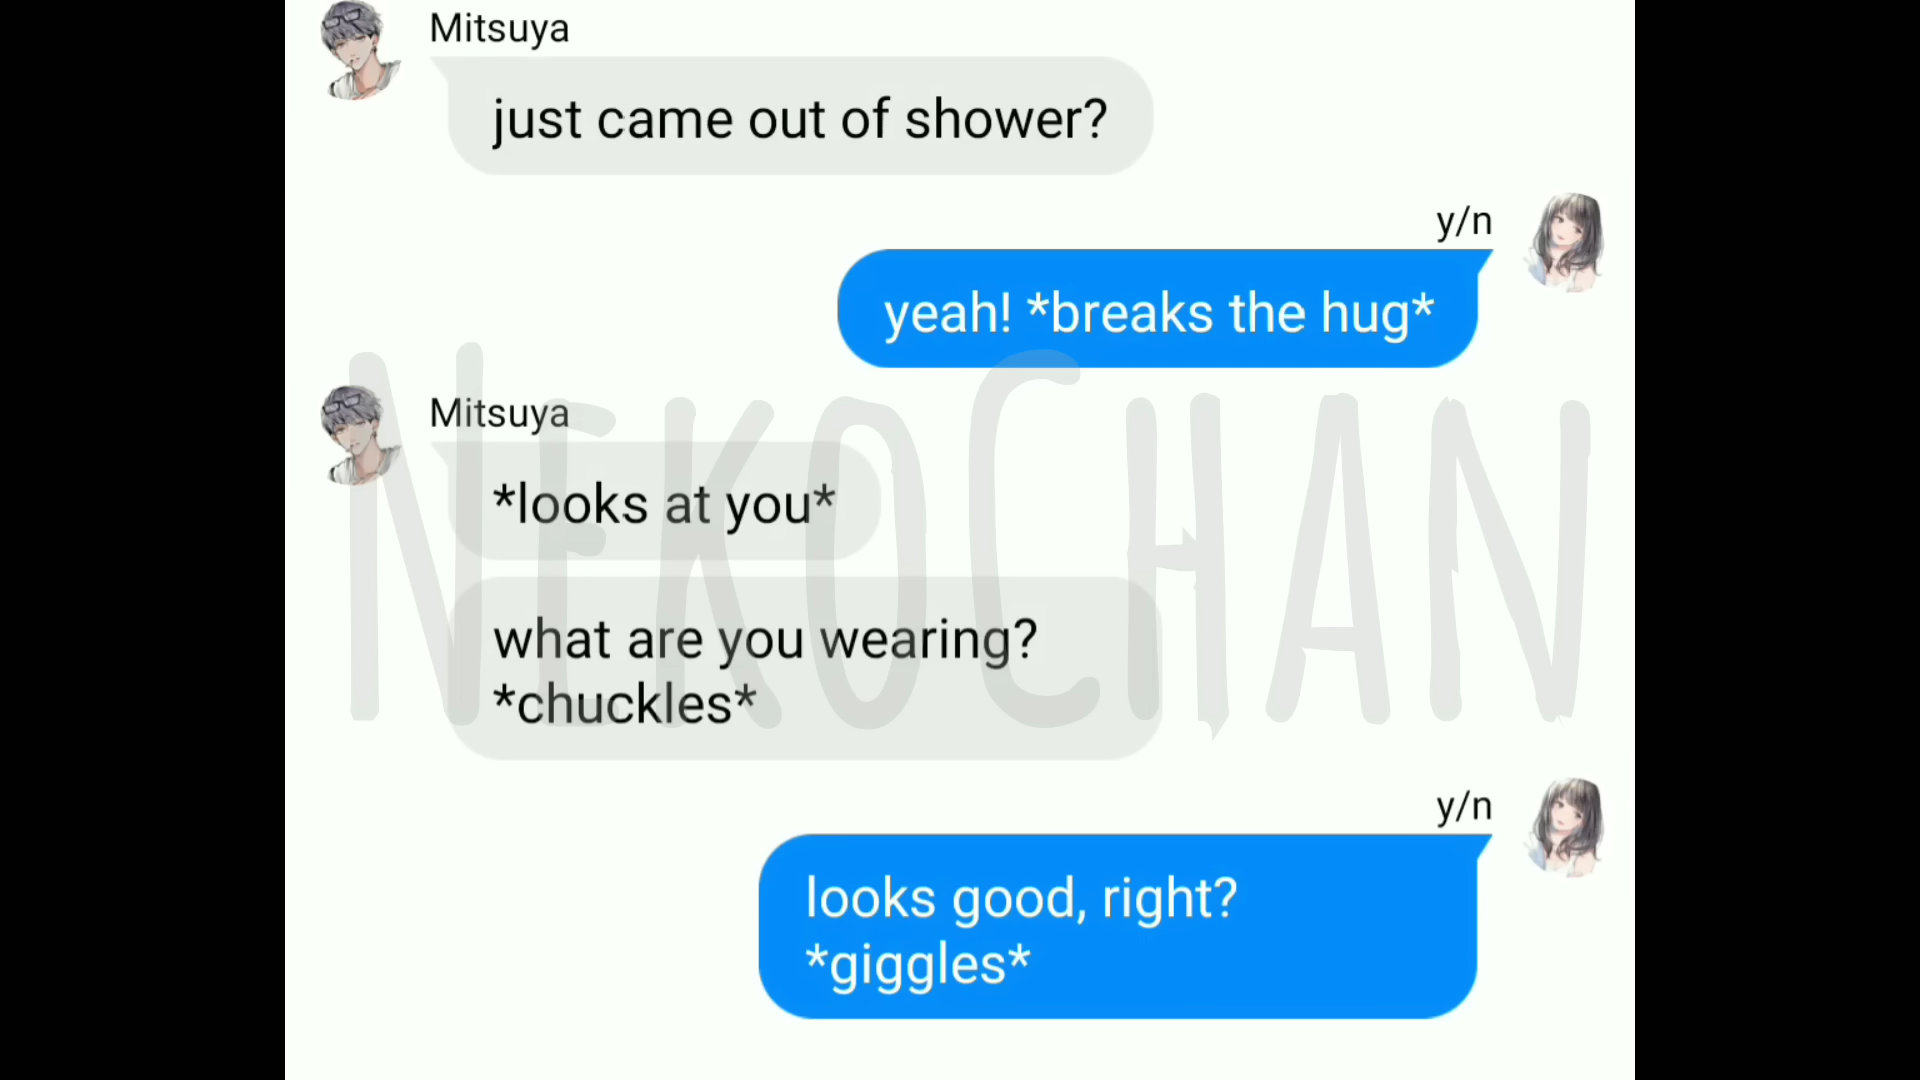 Mitsuya
just came out of shower?
y/n
yeah! *breaks the hug*
Mitsuya
*looks at you*
what are you wearing?
*chuckles*
y/n
looks good, right?
*giggles*
NEKOCHAN